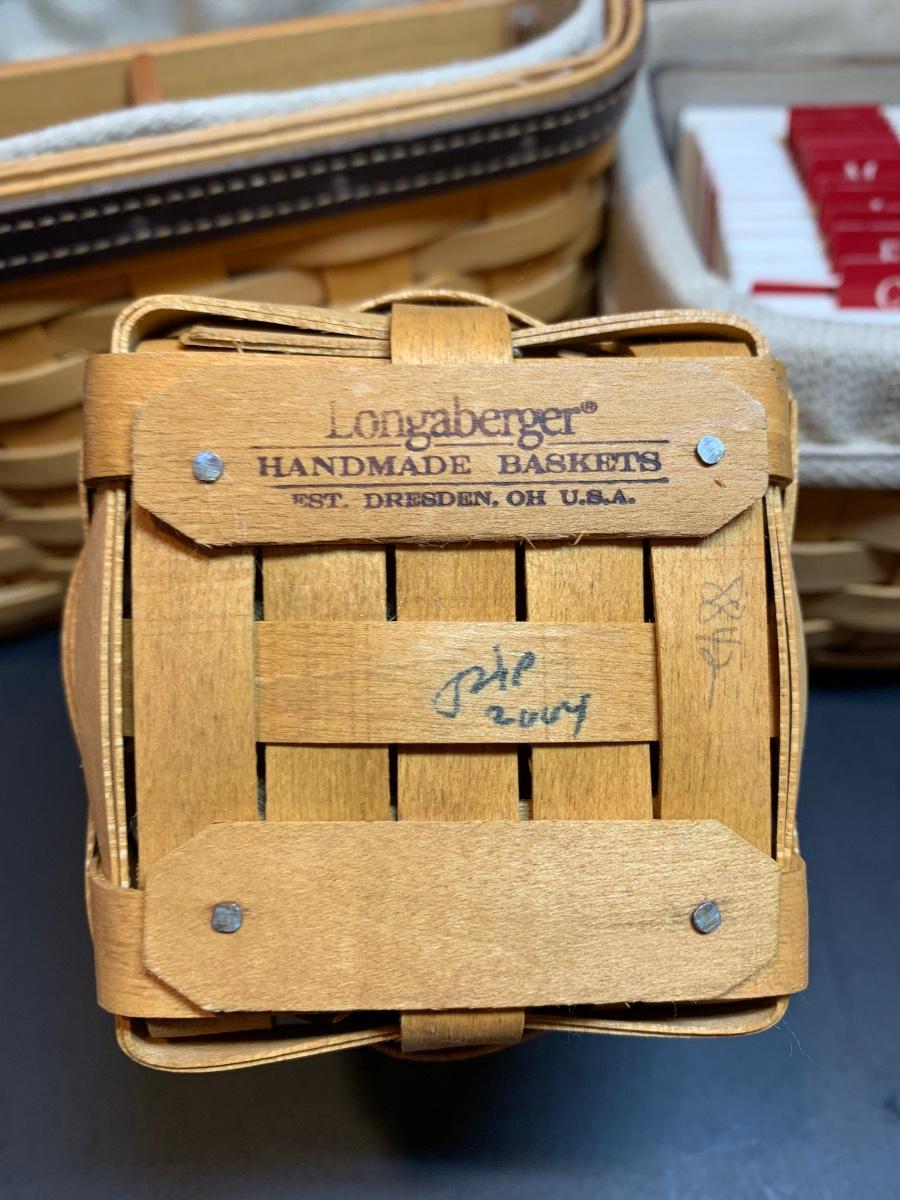 Longaberger®
HANDMADE BASKETS
EST. DRESDEN, OH U.S.A.
2004
M
E
C